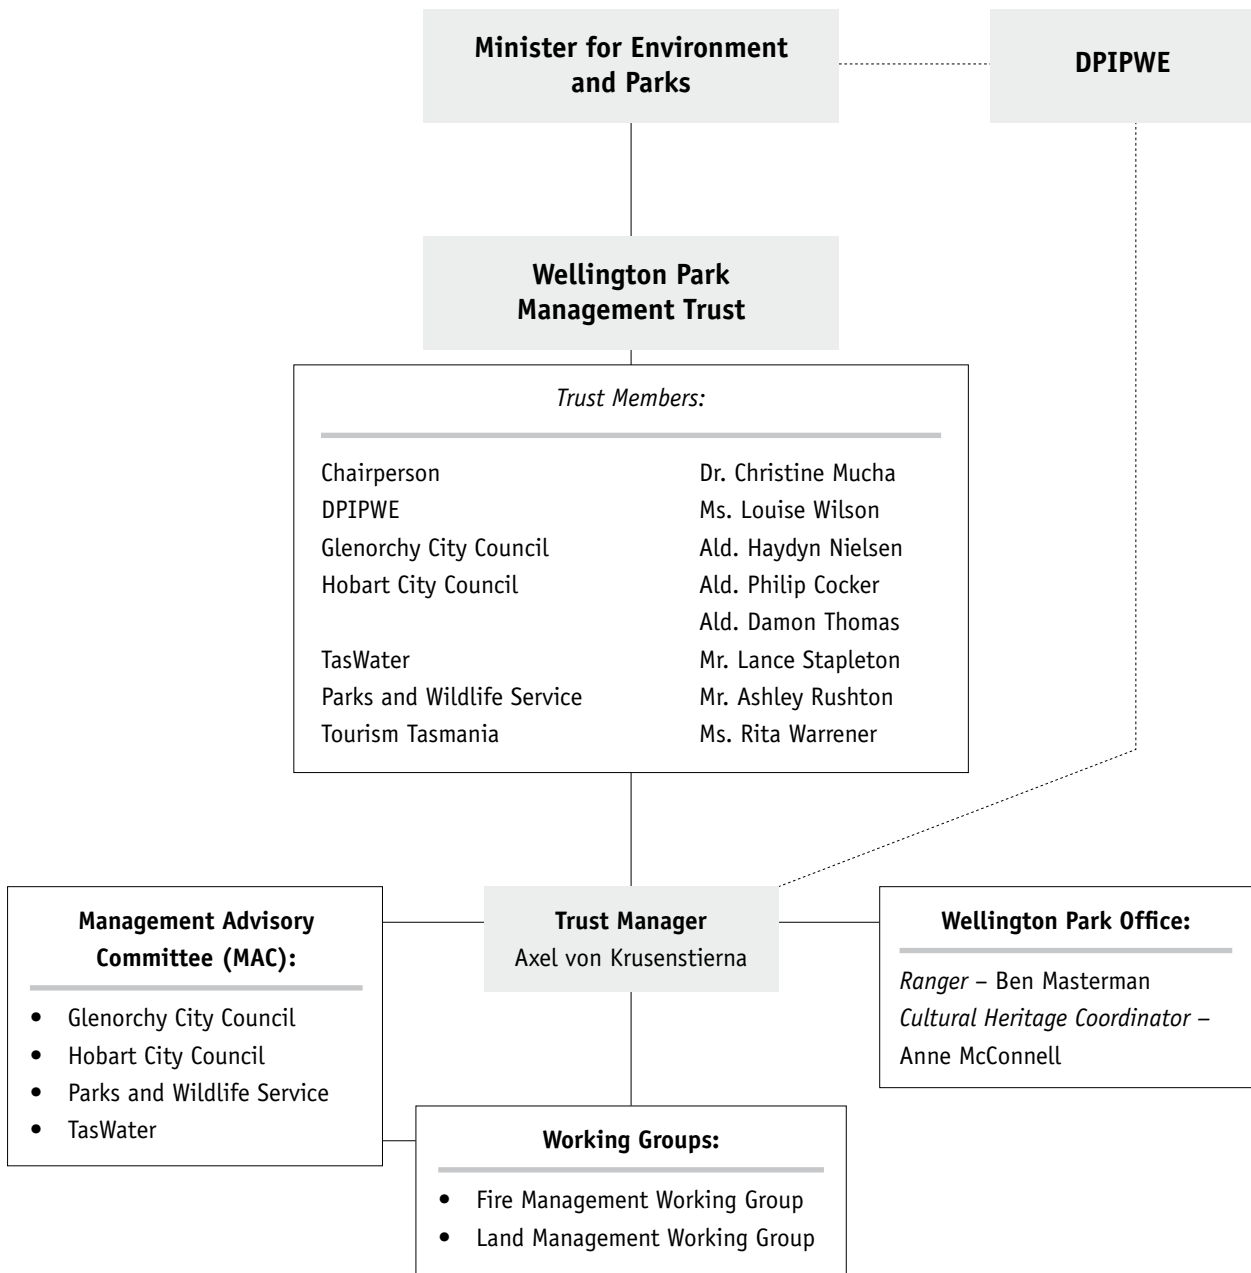 Minister for Environment
and Parks
DPIPWE
Wellington Park
Management Trust
Trust Members:
Chairperson Dr. Christine Mucha
DPIPWE Ms. Louise Wilson
Glenorchy City Council Ald. Haydyn Nielsen
Hobart City Council Ald. Philip Cocker
Ald. Damon Thomas
TasWater Mr. Lance Stapleton
Parks and Wildlife Service Mr. Ashley Rushton
Tourism Tasmania Ms. Rita Warrener
Management Advisory
Committee (MAC):
• Glenorchy City Council
• Hobart City Council
• Parks and Wildlife Service
• TasWater
Trust Manager
Axel von Krusenstierna
Wellington Park Office:
Ranger – Ben Masterman
Cultural Heritage Coordinator –
Anne McConnell
Working Groups:
• Fire Management Working Group
• Land Management Working Group